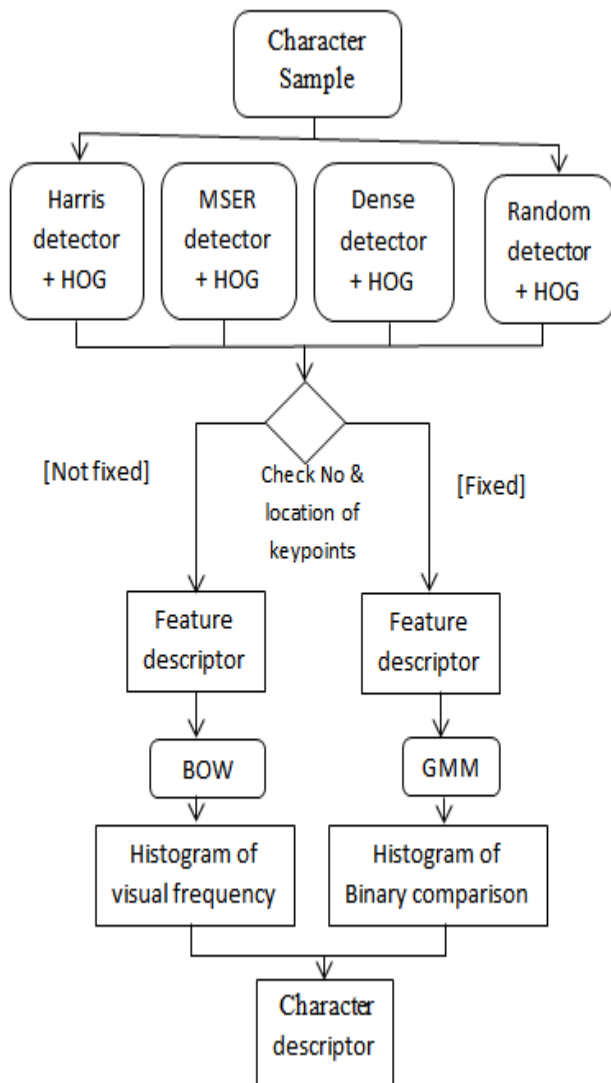 Character
Sample
Harris
detector
+ HOG
MSER
detector
+ HOG
Dense
detector
+ HOG
Random
detector
+ HOG
[Not fixed]
Check No &
location of
keypoints
[Fixed]
Feature
descriptor
Feature
descriptor
BOW
GMM
Histogram of
visual frequency
Histogram of
Binary comparison
Character
descriptor